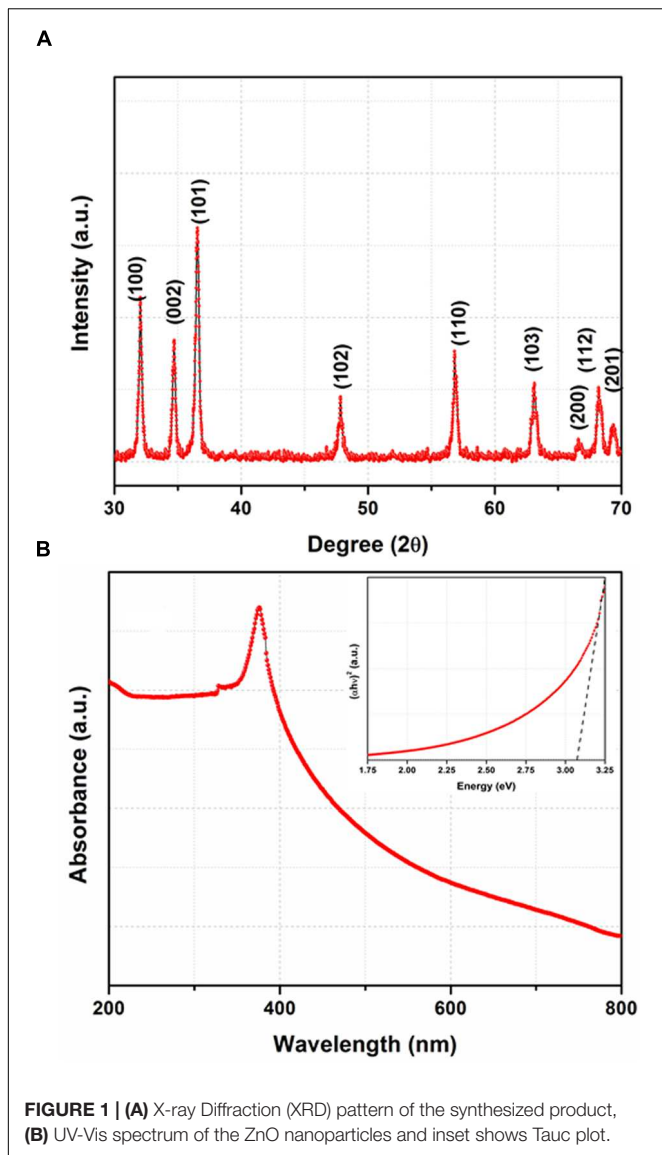 A
Intensity (a.u.)
(100)
(002)
(101)
(102)
(110)
(103)
(200)
(112)
(201)
30
40
50
60
70
Degree (2θ)
B
Absorbance (a.u.)
(αhν)² (a.u.)
1.75
2.00
2.25
2.50
2.75
3.00
3.25
Energy (eV)
200
400
600
800
Wavelength (nm)
FIGURE 1 | (A) X-ray Diffraction (XRD) pattern of the synthesized product,
(B) UV-Vis spectrum of the ZnO nanoparticles and inset shows Tauc plot.